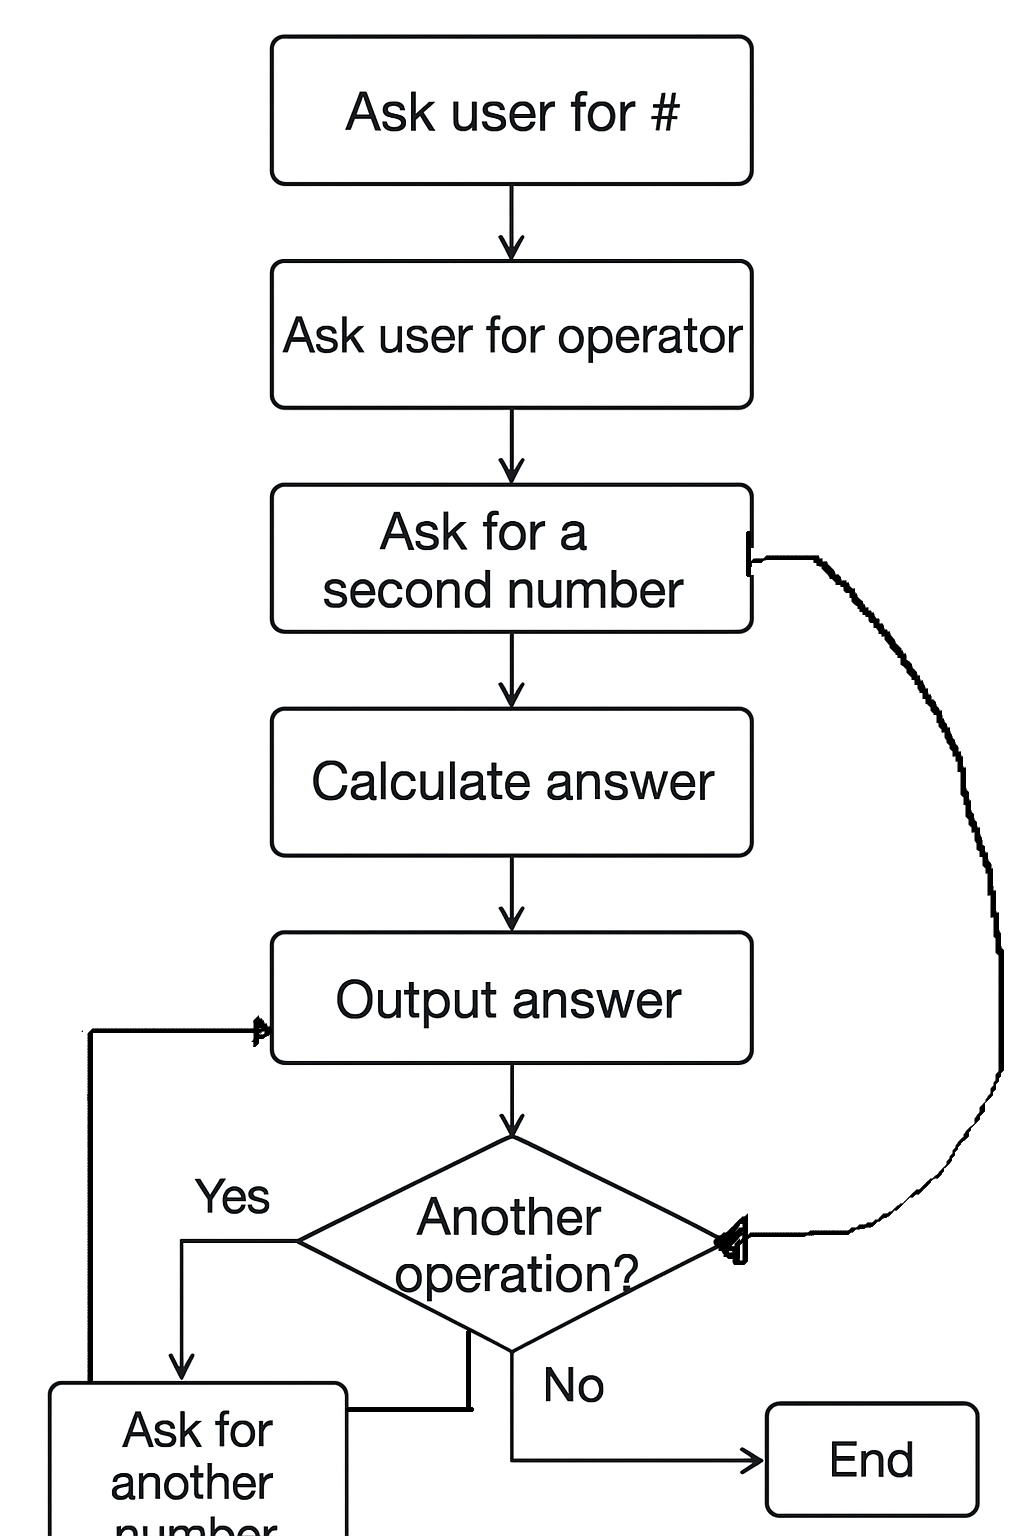 Ask user for #
Ask user for operator
Ask for a
second number
Calculate answer
Output answer
Yes
Another
operation?
No
Ask for
another
number
End